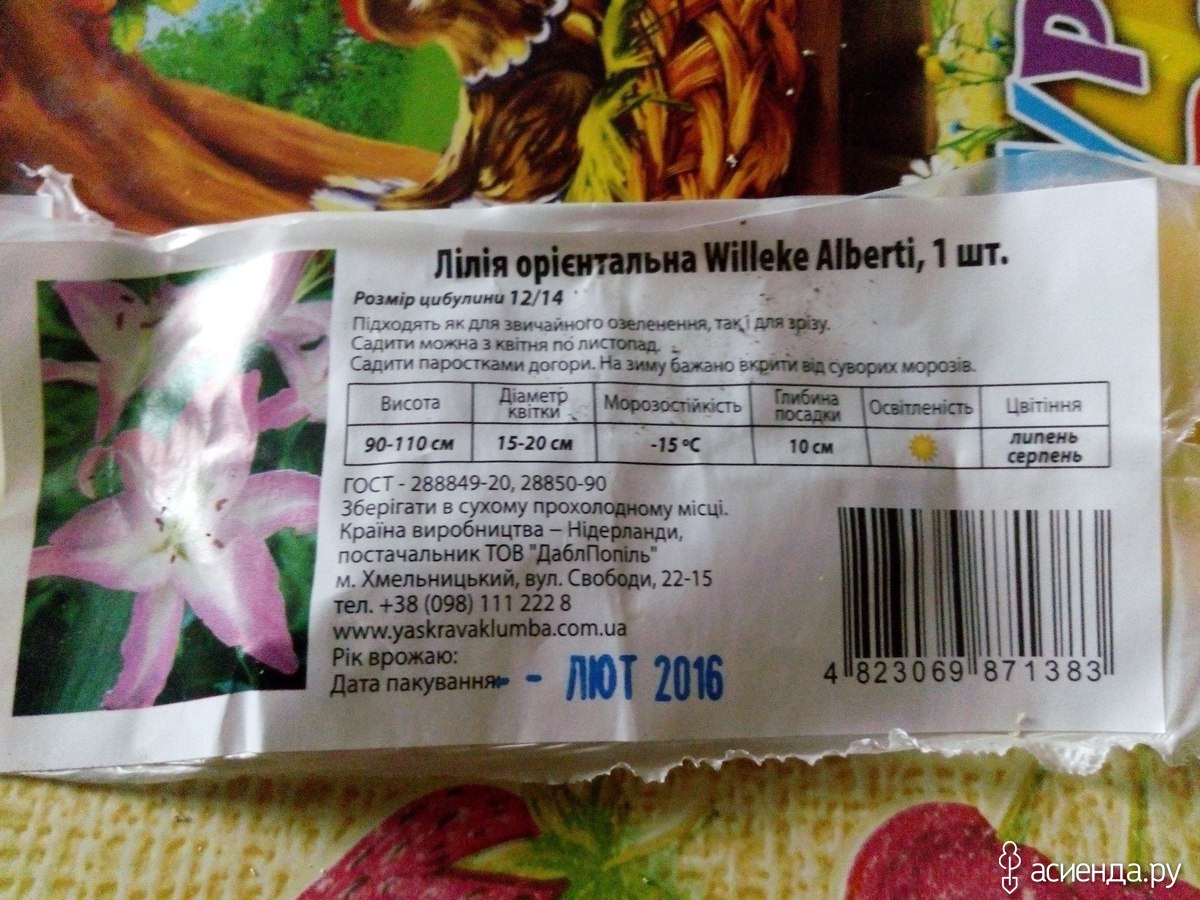 Ур
Лілія орієнтальна Willeke Alberti, 1 шт.
Розмір цибулини 12/14
Підходять як для звичайного озеленення, так і для зрізу.
Садити можна з квітня по листопад.
Садити паростками догори. На зиму бажано вкрити від суворих морозів.
Висота Діаметр квітки Морозостійкість Глибина посадки Освітленість Цвітіння
90-110 см 15-20 см -15 ºС 10 см липень серпень
ГОСТ - 288849-20, 28850-90
Зберігати в сухому прохолодному місці.
Країна виробництва – Нідерланди,
постачальник ТОВ "ДаблПопіль"
м. Хмельницький, вул. Свободи, 22-15
тел. +38 (098) 111 222 8
www.yaskravaklumba.com.ua
Рік врожаю:
Дата пакування: - ЛЮТ 2016
4 823069 871383
асиенда.ру